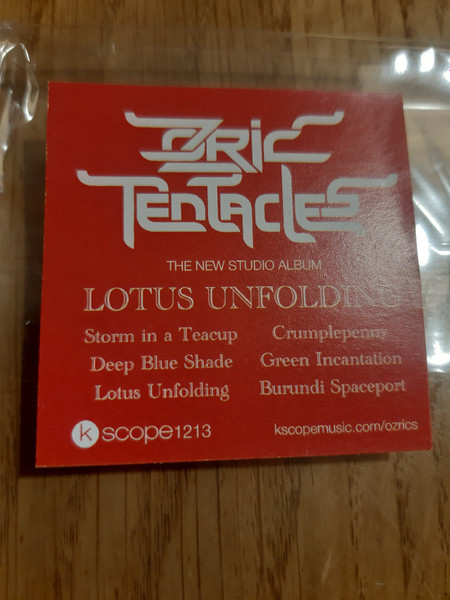 OZRIC
TENTACLES
THE NEW STUDIO ALBUM
LOTUS UNFOLDING
Storm in a Teacup
Crumplepenny
Deep Blue Shade
Green Incantation
Lotus Unfolding
Burundi Spaceport
k scope1213
kscopemusic.com/ozrics